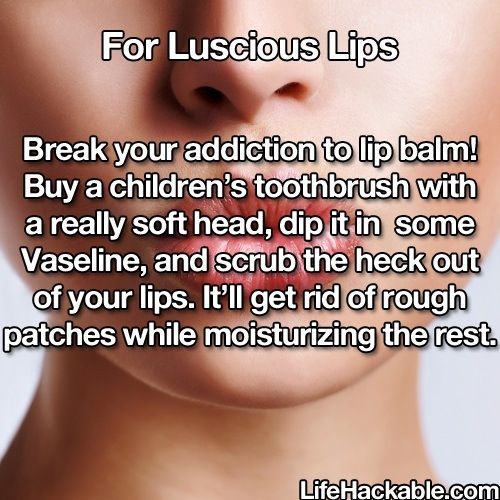 For Luscious Lips
Break your addiction to lip balm!
Buy a children's toothbrush with
a really soft head, dip it in some
Vaseline, and scrub the heck out
of your lips. It'll get rid of rough
patches while moisturizing the rest.
LifeHackable.com